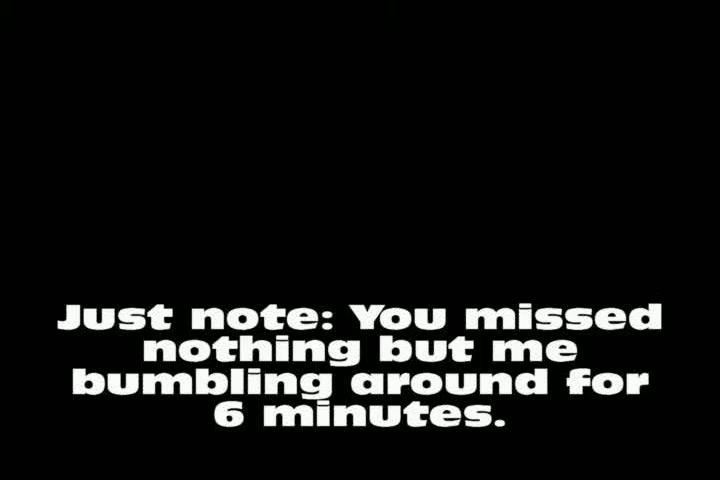 Just note: You missed
nothing but me
bumbling around for
6 minutes.